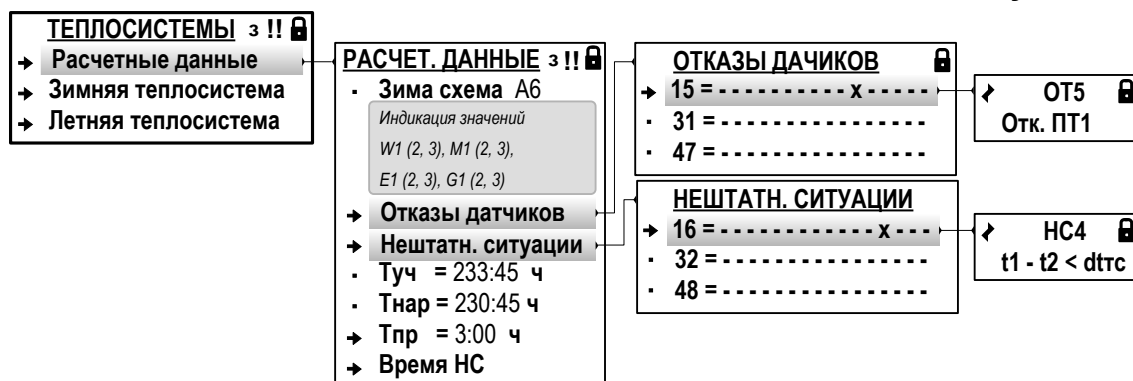 ТЕПЛОСИСТЕМЫ з !!
Расчетные данные
Зимняя теплосистема
Летняя теплосистема
РАСЧЕТ. ДАННЫЕ з !!
Зима схема А6
Индикация значений
W1 (2, 3), M1 (2, 3),
E1 (2, 3), G1 (2, 3)
Отказы датчиков
Нештатн. ситуации
Туч = 233:45 ч
Тнар = 230:45 ч
Тпр = 3:00 ч
Время НС
ОТКАЗЫ ДАЧИКОВ
15 = - - - - - - - - - - x - - - - -
31 = - - - - - - - - - - - - - - - -
47 = - - - - - - - - - - - - - - - -
ОТ5
Отк. ПТ1
НЕШТАТН. СИТУАЦИИ
16 = - - - - - - - - - - - - x - - -
32 = - - - - - - - - - - - - - - - -
48 = - - - - - - - - - - - - - - - -
НС4
t1 - t2 < dtтс